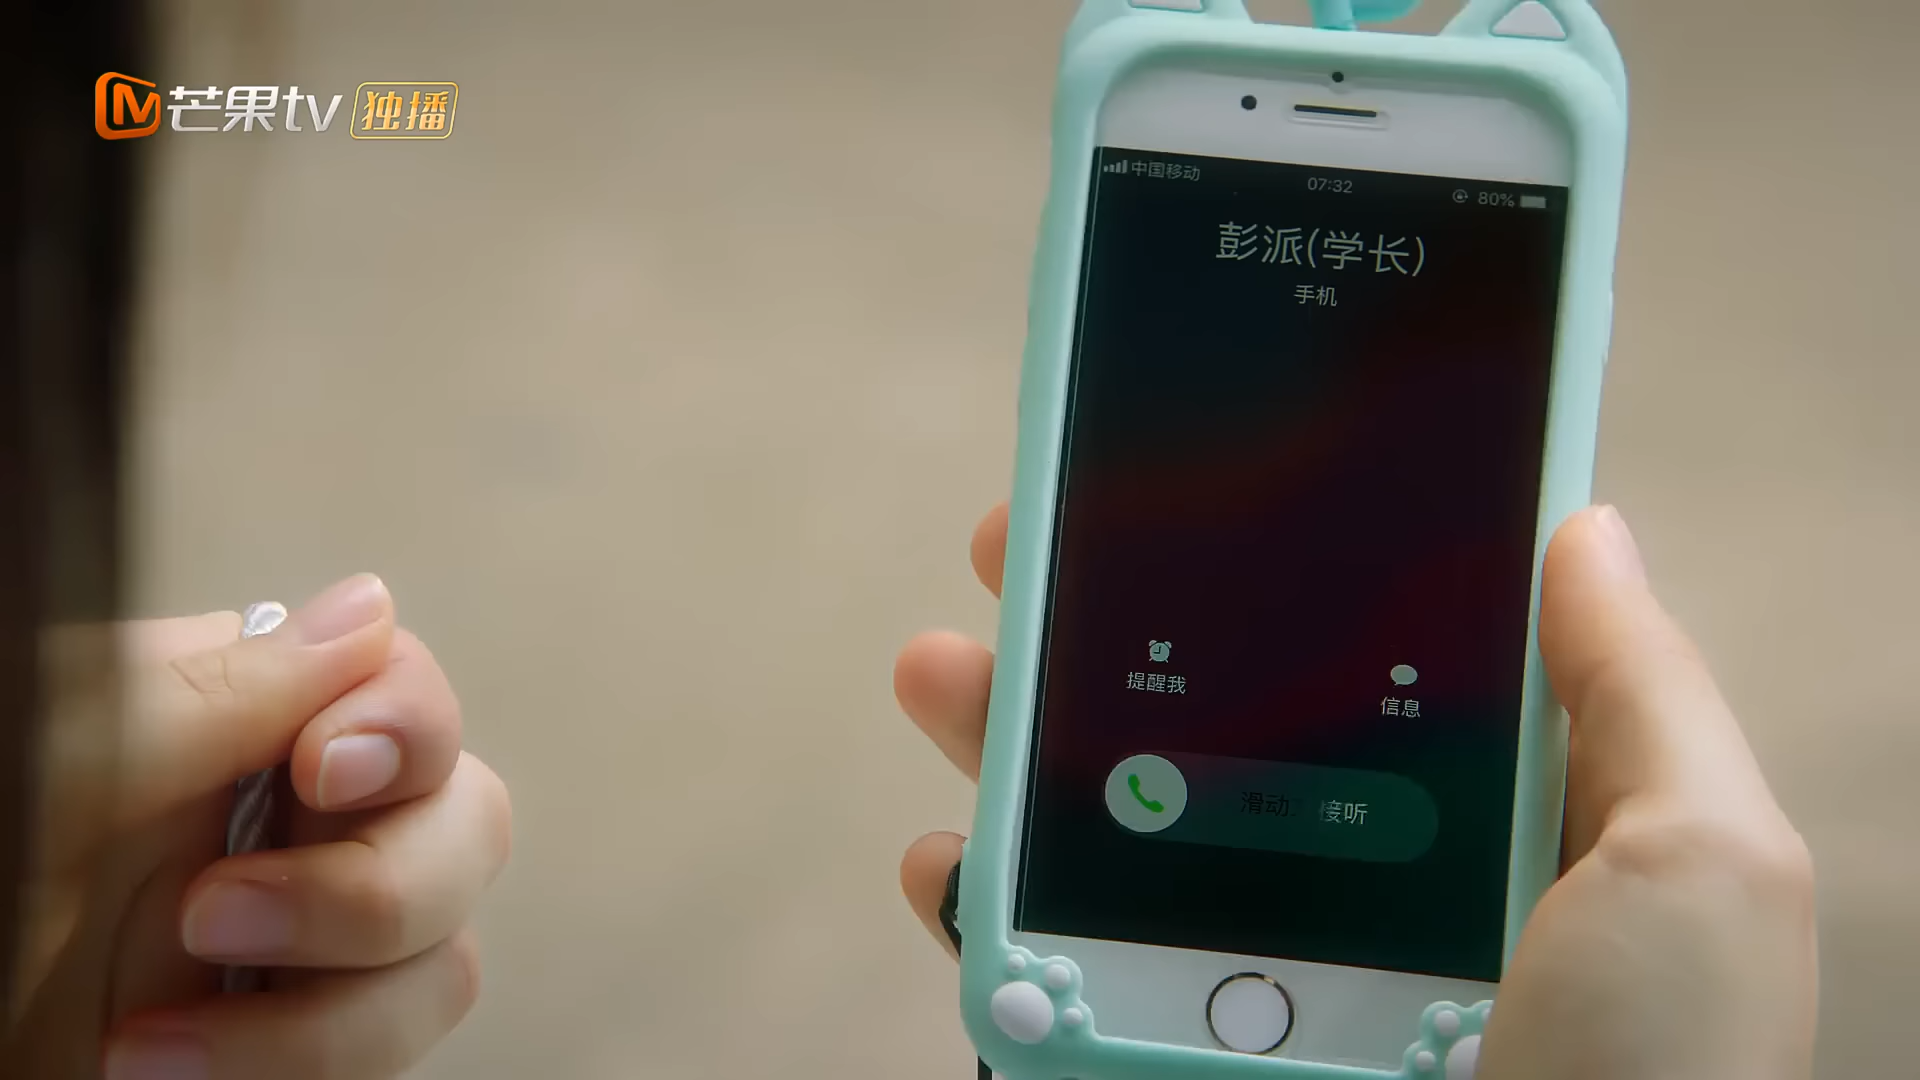 芒果tv 独播
中国移动 07:32 80%
彭派(学长)
手机
提醒我 信息
滑动 接听